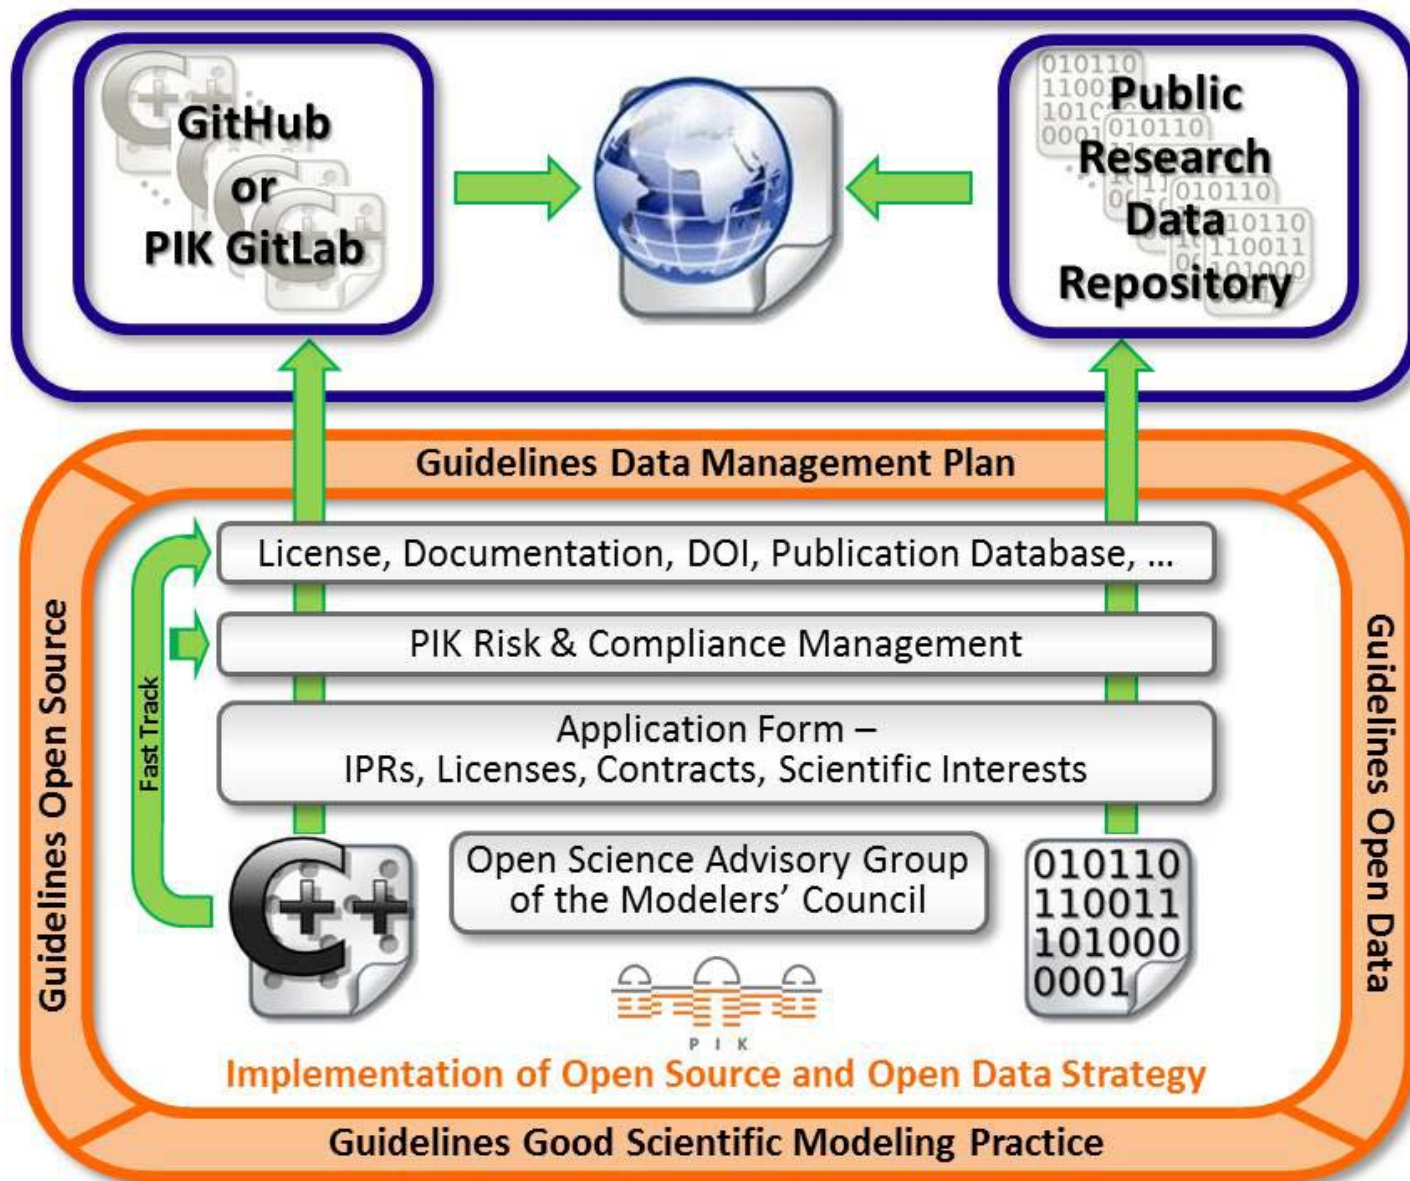 GitHub
or
PIK GitLab
Public
Research
Data
Repository
Guidelines Data Management Plan
License, Documentation, DOI, Publication Database, ...
PIK Risk & Compliance Management
Application Form –
IPRs, Licenses, Contracts, Scientific Interests
Fast Track
Guidelines Open Source
Guidelines Open Data
C++
Open Science Advisory Group
of the Modelers’ Council
010110
110011
101000
0001
PIK
Implementation of Open Source and Open Data Strategy
Guidelines Good Scientific Modeling Practice